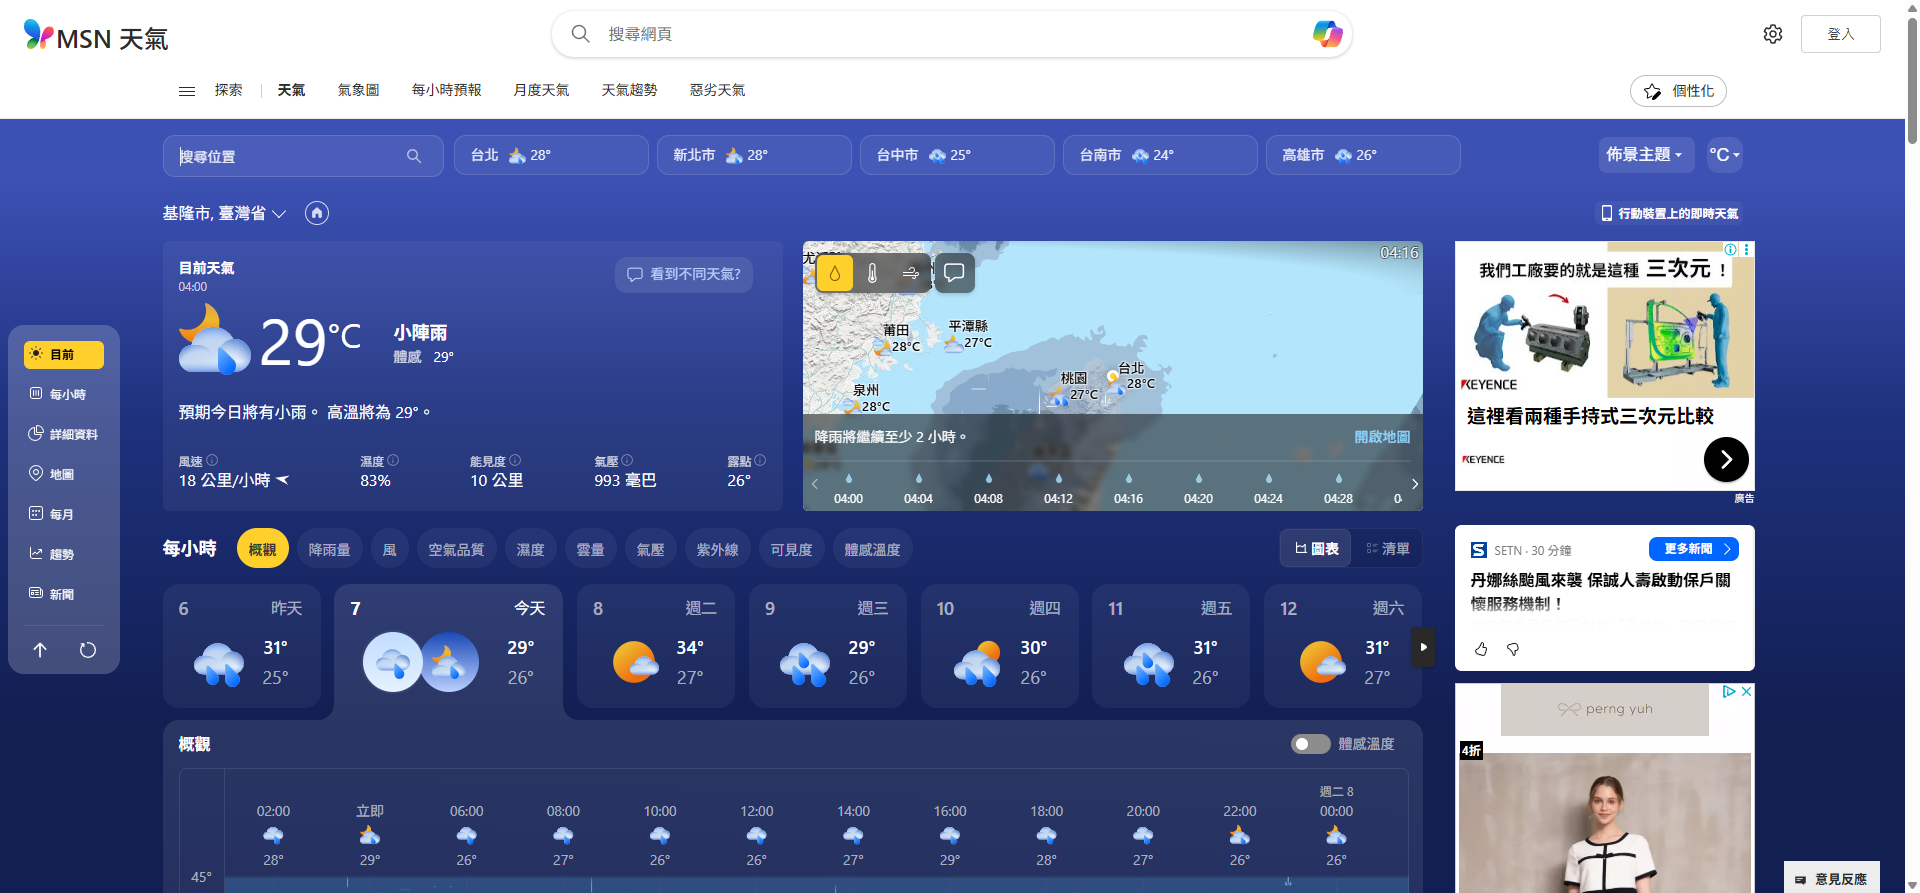 MSN 天氣
搜尋網頁
登入
探索
天氣
氣象圖
每小時預報
月度天氣
天氣趨勢
惡劣天氣
個性化
搜尋位置
台北 28°
新北市 28°
台中市 25°
台南市 24°
高雄市 26°
佈景主題
°C
基隆市, 臺灣省
行動裝置上的即時天氣
目前
每小時
詳細資料
地圖
每月
趨勢
新聞
目前天氣
04:00
看到不同天氣?
29°C
小陣雨
體感 29°
預期今日將有小雨。 高溫將為 29°。
風速
18 公里/小時
濕度
83%
能見度
10 公里
氣壓
993 毫巴
露點
26°
04:16
莆田
28°C
平潭縣
27°C
泉州
28°C
桃園
27°C
台北
28°C
降雨將繼續至少 2 小時。
開啟地圖
04:00 04:04 04:08 04:12 04:16 04:20 04:24 04:28
我們工廠要的就是這種 三次元 !
KEYENCE
這裡看兩種手持式三次元比較
KEYENCE
廣告
每小時
概觀
降雨量
風
空氣品質
濕度
雲量
氣壓
紫外線
可見度
體感溫度
圖表
清單
6 昨天
31°
25°
7 今天
29°
26°
8 週二
34°
27°
9 週三
29°
26°
10 週四
30°
26°
11 週五
31°
26°
12 週六
31°
27°
SETN · 30 分鐘
更多新聞
丹娜絲颱風來襲 保誠人壽啟動保戶關
懷服務機制！
perng yuh
4折
概觀
體感溫度
週二 8
02:00 立即 06:00 08:00 10:00 12:00 14:00 16:00 18:00 20:00 22:00 00:00
28° 29° 26° 27° 26° 26° 27° 29° 28° 27° 26° 26°
45°
意見反應